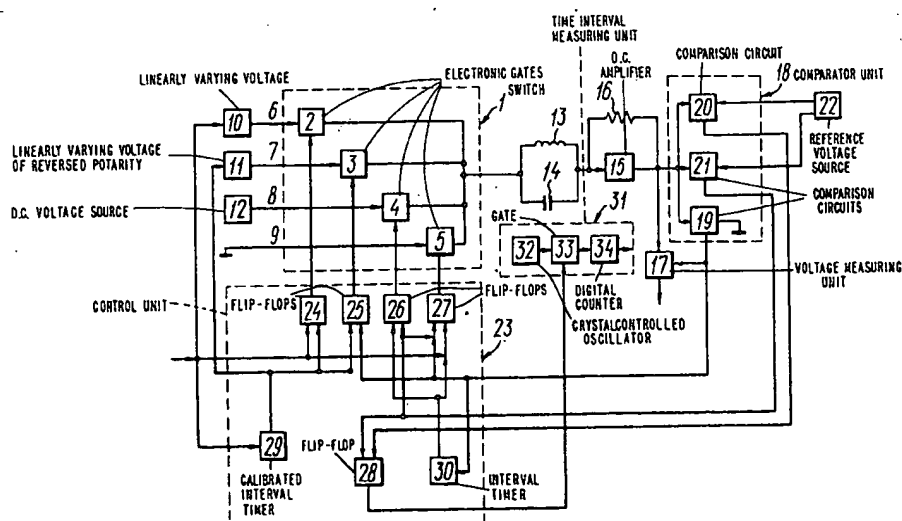 TIME INTERVAL
MEASURING UNIT
D.C.
AMPLIFIER
COMPARISON CIRCUIT
LINEARLY VARYING VOLTAGE
ELECTRONIC GATES
SWITCH
1
16
18 COMPARATOR UNIT
10
6
2
13
20
22
LINEARLY VARYING VOLTAGE
OF REVERSED POTARITY
11
7
3
14
15
21
REFERENCE
VOLTAGE
SOURCE
D.C. VOLTAGE SOURCE
12
8
4
31
COMPARISON
CIRCUITS
9
5
GATE
19
32
33
34
17
VOLTAGE MEASURING
UNIT
CONTROL UNIT
FLIP-FLOPS
24
25
26
27
FLIP-FLOPS
DIGITAL
COUNTER
CRYSTALCONTROLLED
OSCILLATOR
23
29
FLIP-FLOP
28
30
CALIBRATED
INTERVAL
TIMER
INTERVAL
TIMER